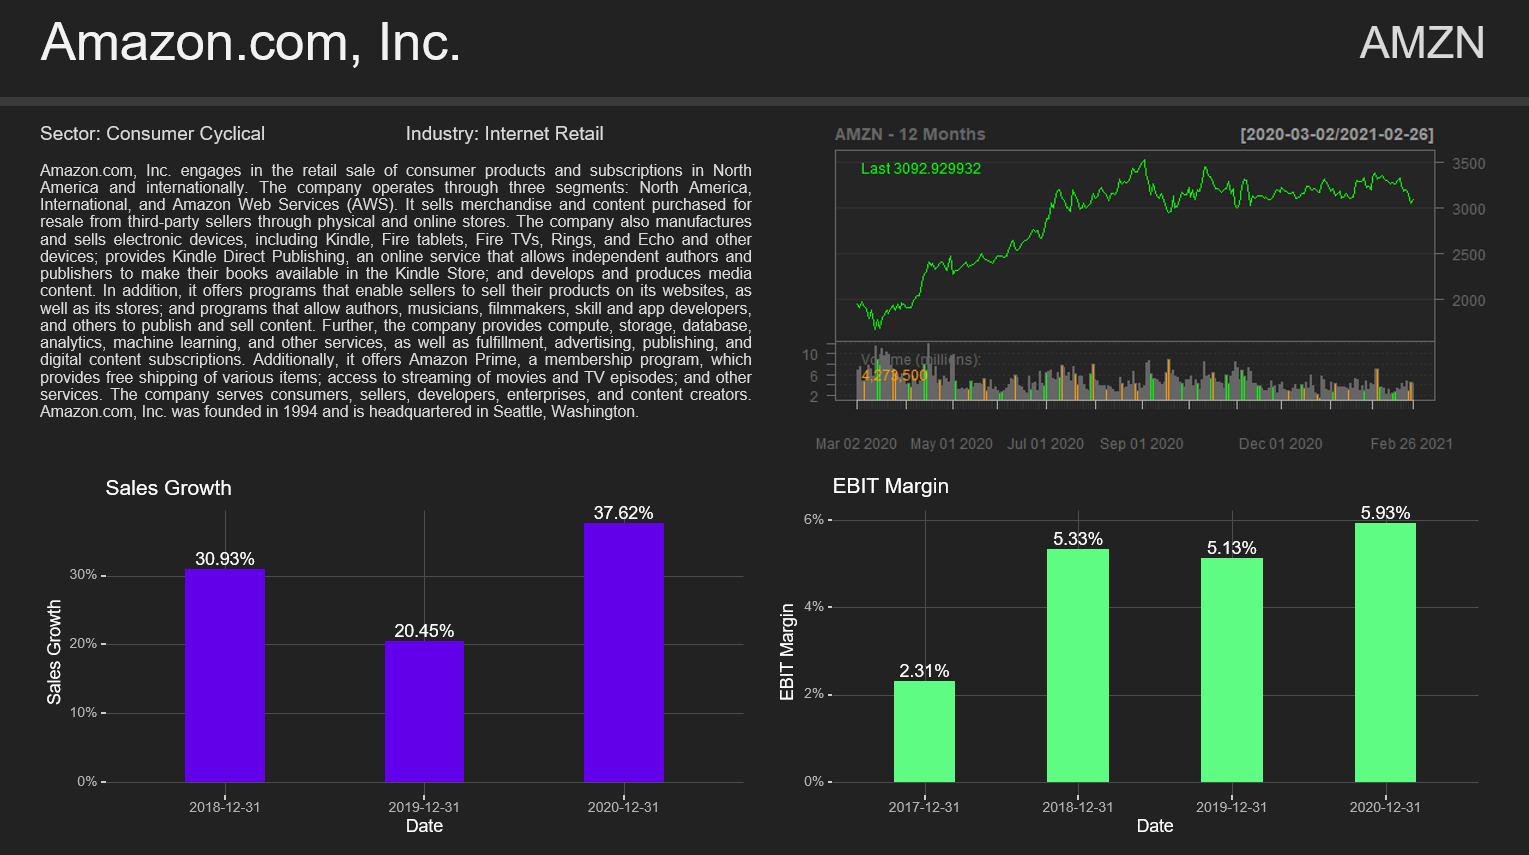 Amazon.com, Inc.
AMZN
Sector: Consumer Cyclical
Industry: Internet Retail
Amazon.com, Inc. engages in the retail sale of consumer products and subscriptions in North
America and internationally. The company operates through three segments: North America,
International, and Amazon Web Services (AWS). It sells merchandise and content purchased for
resale from third-party sellers through physical and online stores. The company also manufactures
and sells electronic devices, including Kindle, Fire tablets, Fire TVs, Rings, and Echo and other
devices; provides Kindle Direct Publishing, an online service that allows independent authors and
publishers to make their books available in the Kindle Store; and develops and produces media
content. In addition, it offers programs that enable sellers to sell their products on its websites, as
well as its stores; and programs that allow authors, musicians, filmmakers, skill and app developers,
and others to publish and sell content. Further, the company provides compute, storage, database,
analytics, machine learning, and other services, as well as fulfillment, advertising, publishing, and
digital content subscriptions. Additionally, it offers Amazon Prime, a membership program, which
provides free shipping of various items; access to streaming of movies and TV episodes; and other
services. The company serves consumers, sellers, developers, enterprises, and content creators.
Amazon.com, Inc. was founded in 1994 and is headquartered in Seattle, Washington.
AMZN - 12 Months
[2020-03-02/2021-02-26]
Last 3092.929932
3500
3000
2500
2000
Volume (millions):
4,273,500
10
6
2
Mar 02 2020
May 01 2020
Jul 01 2020
Sep 01 2020
Dec 01 2020
Feb 26 2021
Sales Growth
37.62%
30.93%
20.45%
30%
20%
10%
0%
Sales Growth
2018-12-31
2019-12-31
2020-12-31
Date
EBIT Margin
5.93%
5.33%
5.13%
2.31%
6%
4%
2%
0%
EBIT Margin
2017-12-31
2018-12-31
2019-12-31
2020-12-31
Date